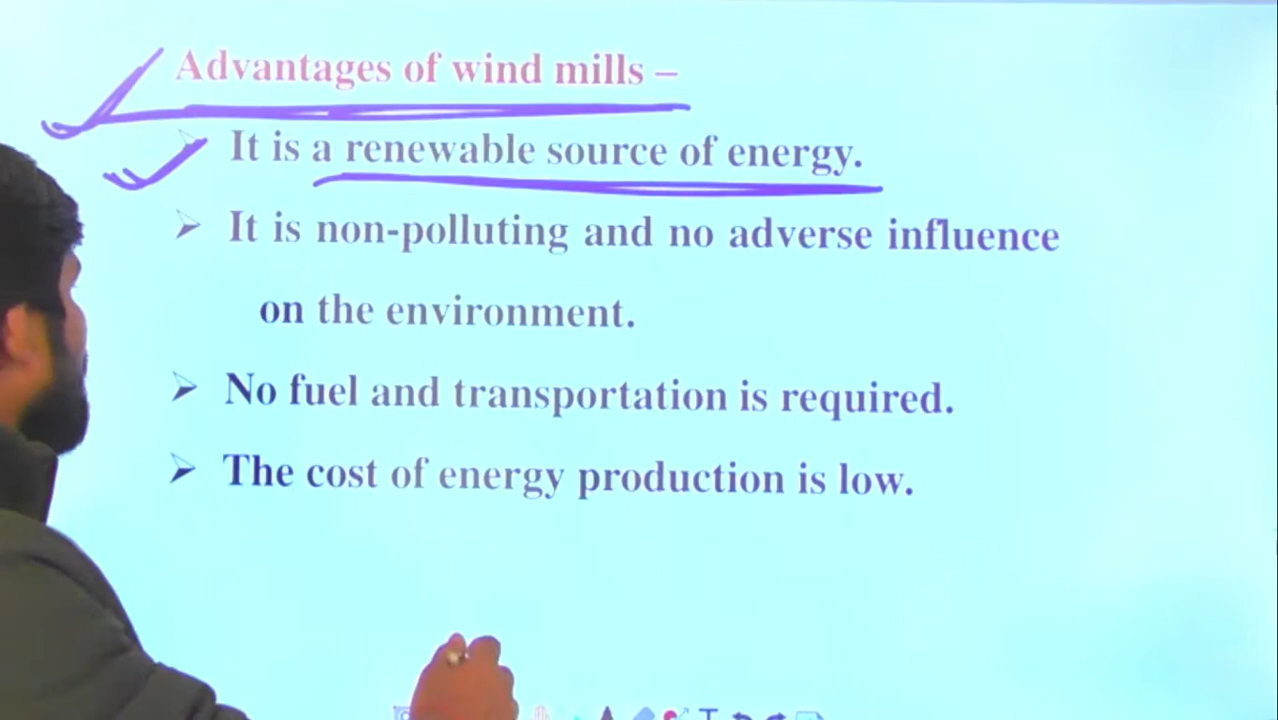 Advantages of wind mills –
It is a renewable source of energy.
It is non-polluting and no adverse influence
on the environment.
No fuel and transportation is required.
The cost of energy production is low.